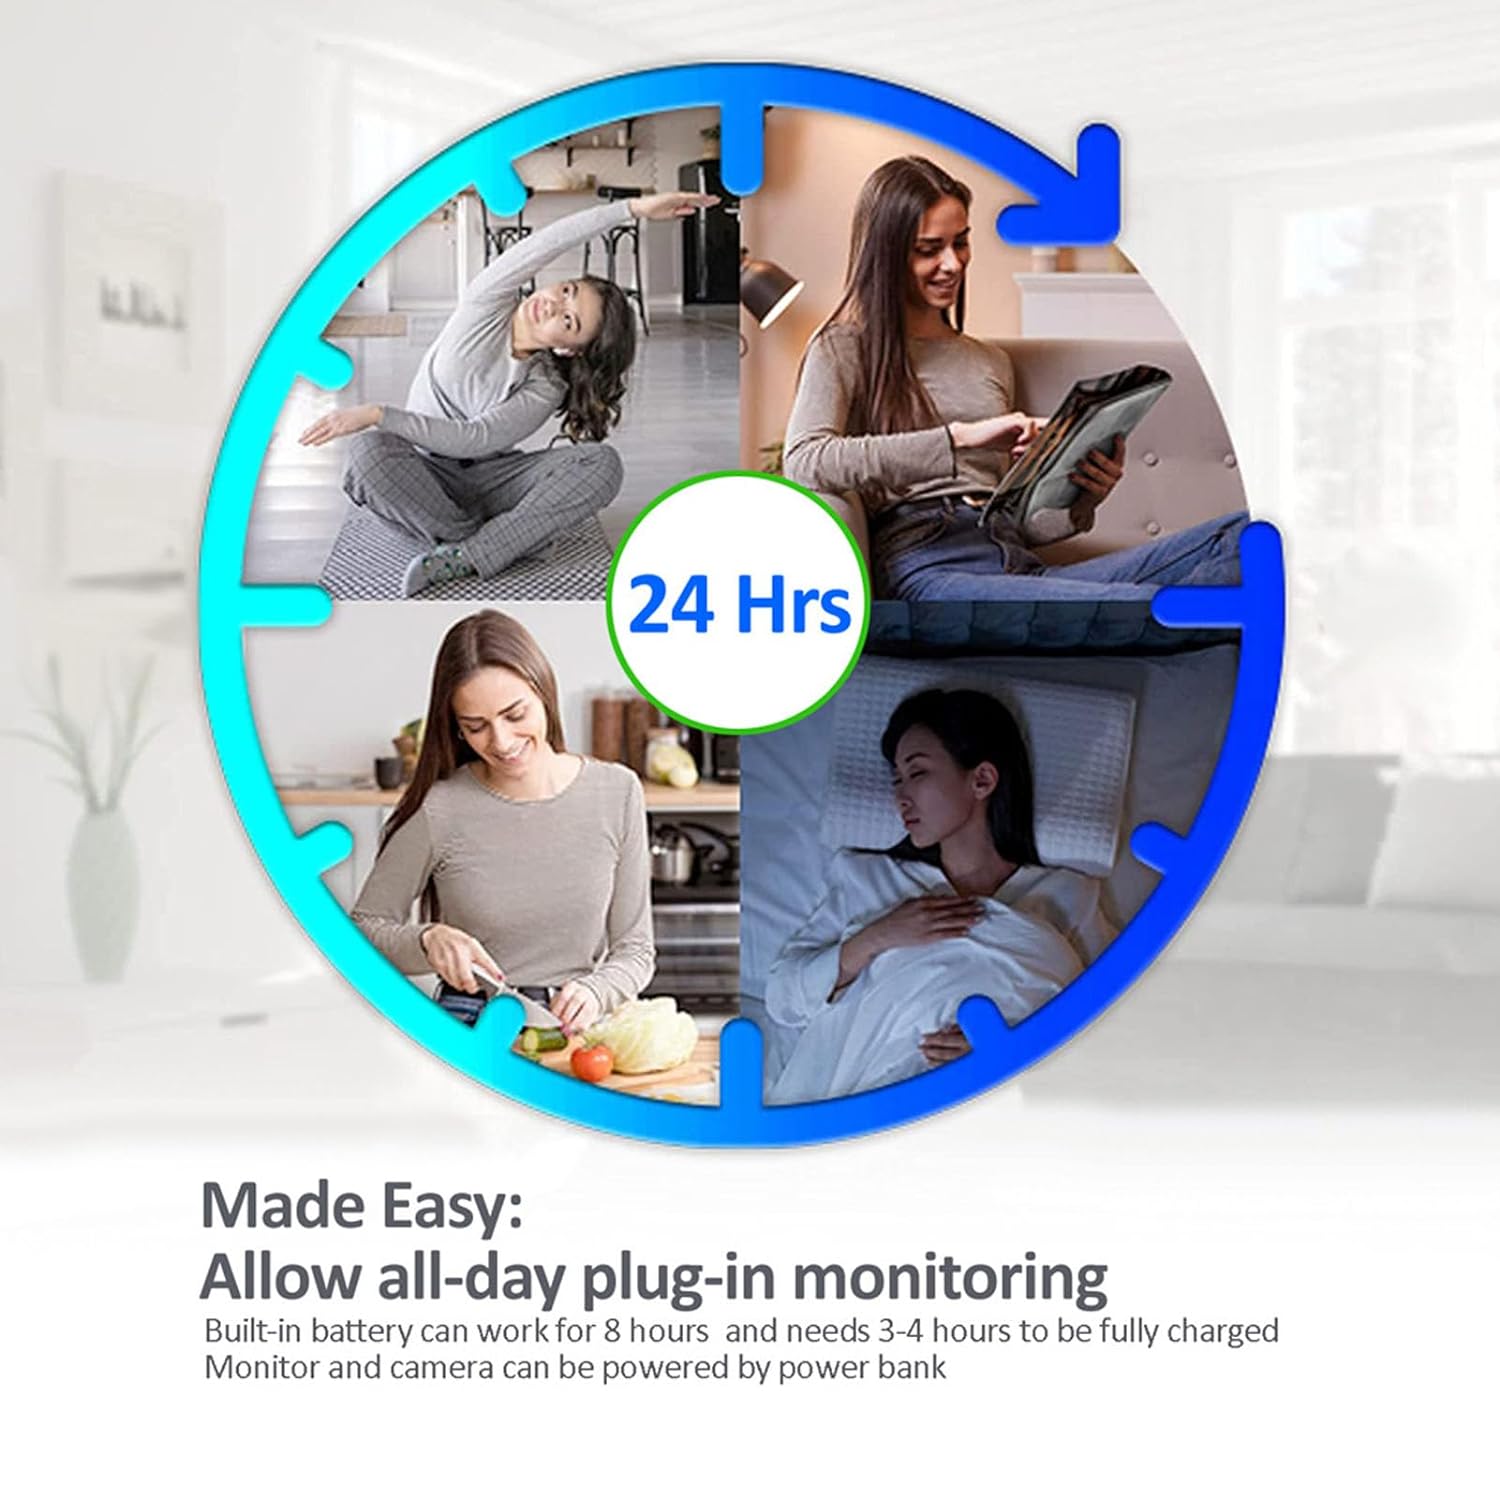 24 Hrs
Made Easy:
Allow all-day plug-in monitoring
Built-in battery can work for 8 hours and needs 3-4 hours to be fully charged
Monitor and camera can be powered by power bank